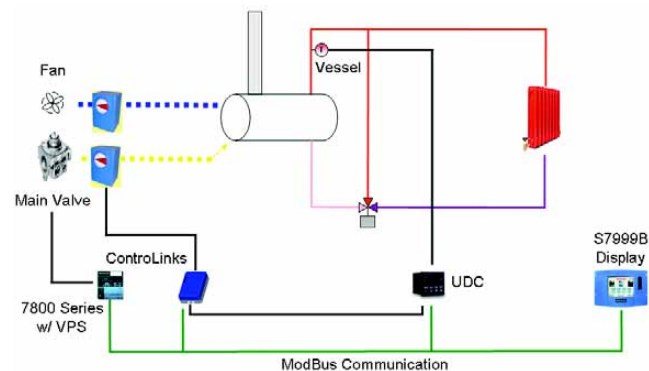 Fan
T
Vessel
Main Valve
ControLinks
7800 Series
w/ VPS
UDC
S7999B
Display
ModBus Communication